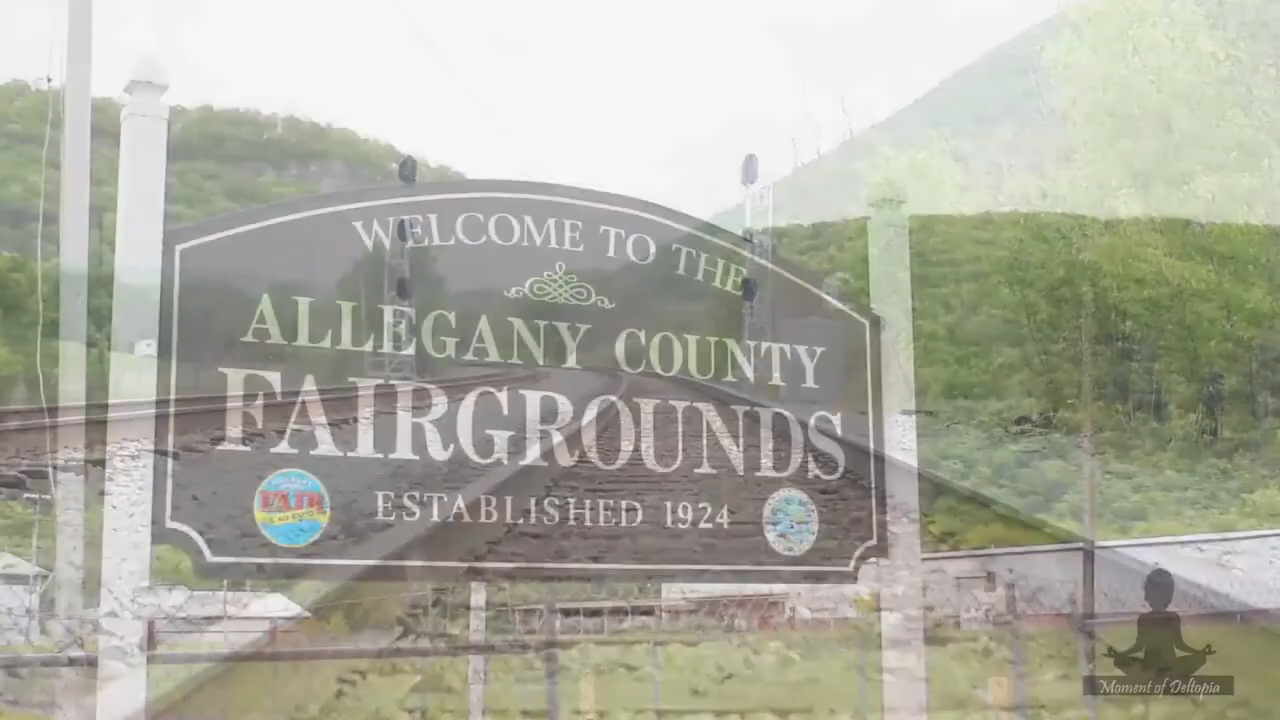 WELCOME TO THE
ALLEGANY COUNTY
FAIRGROUNDS
ESTABLISHED 1924
FAIR
Moment of Deltopia